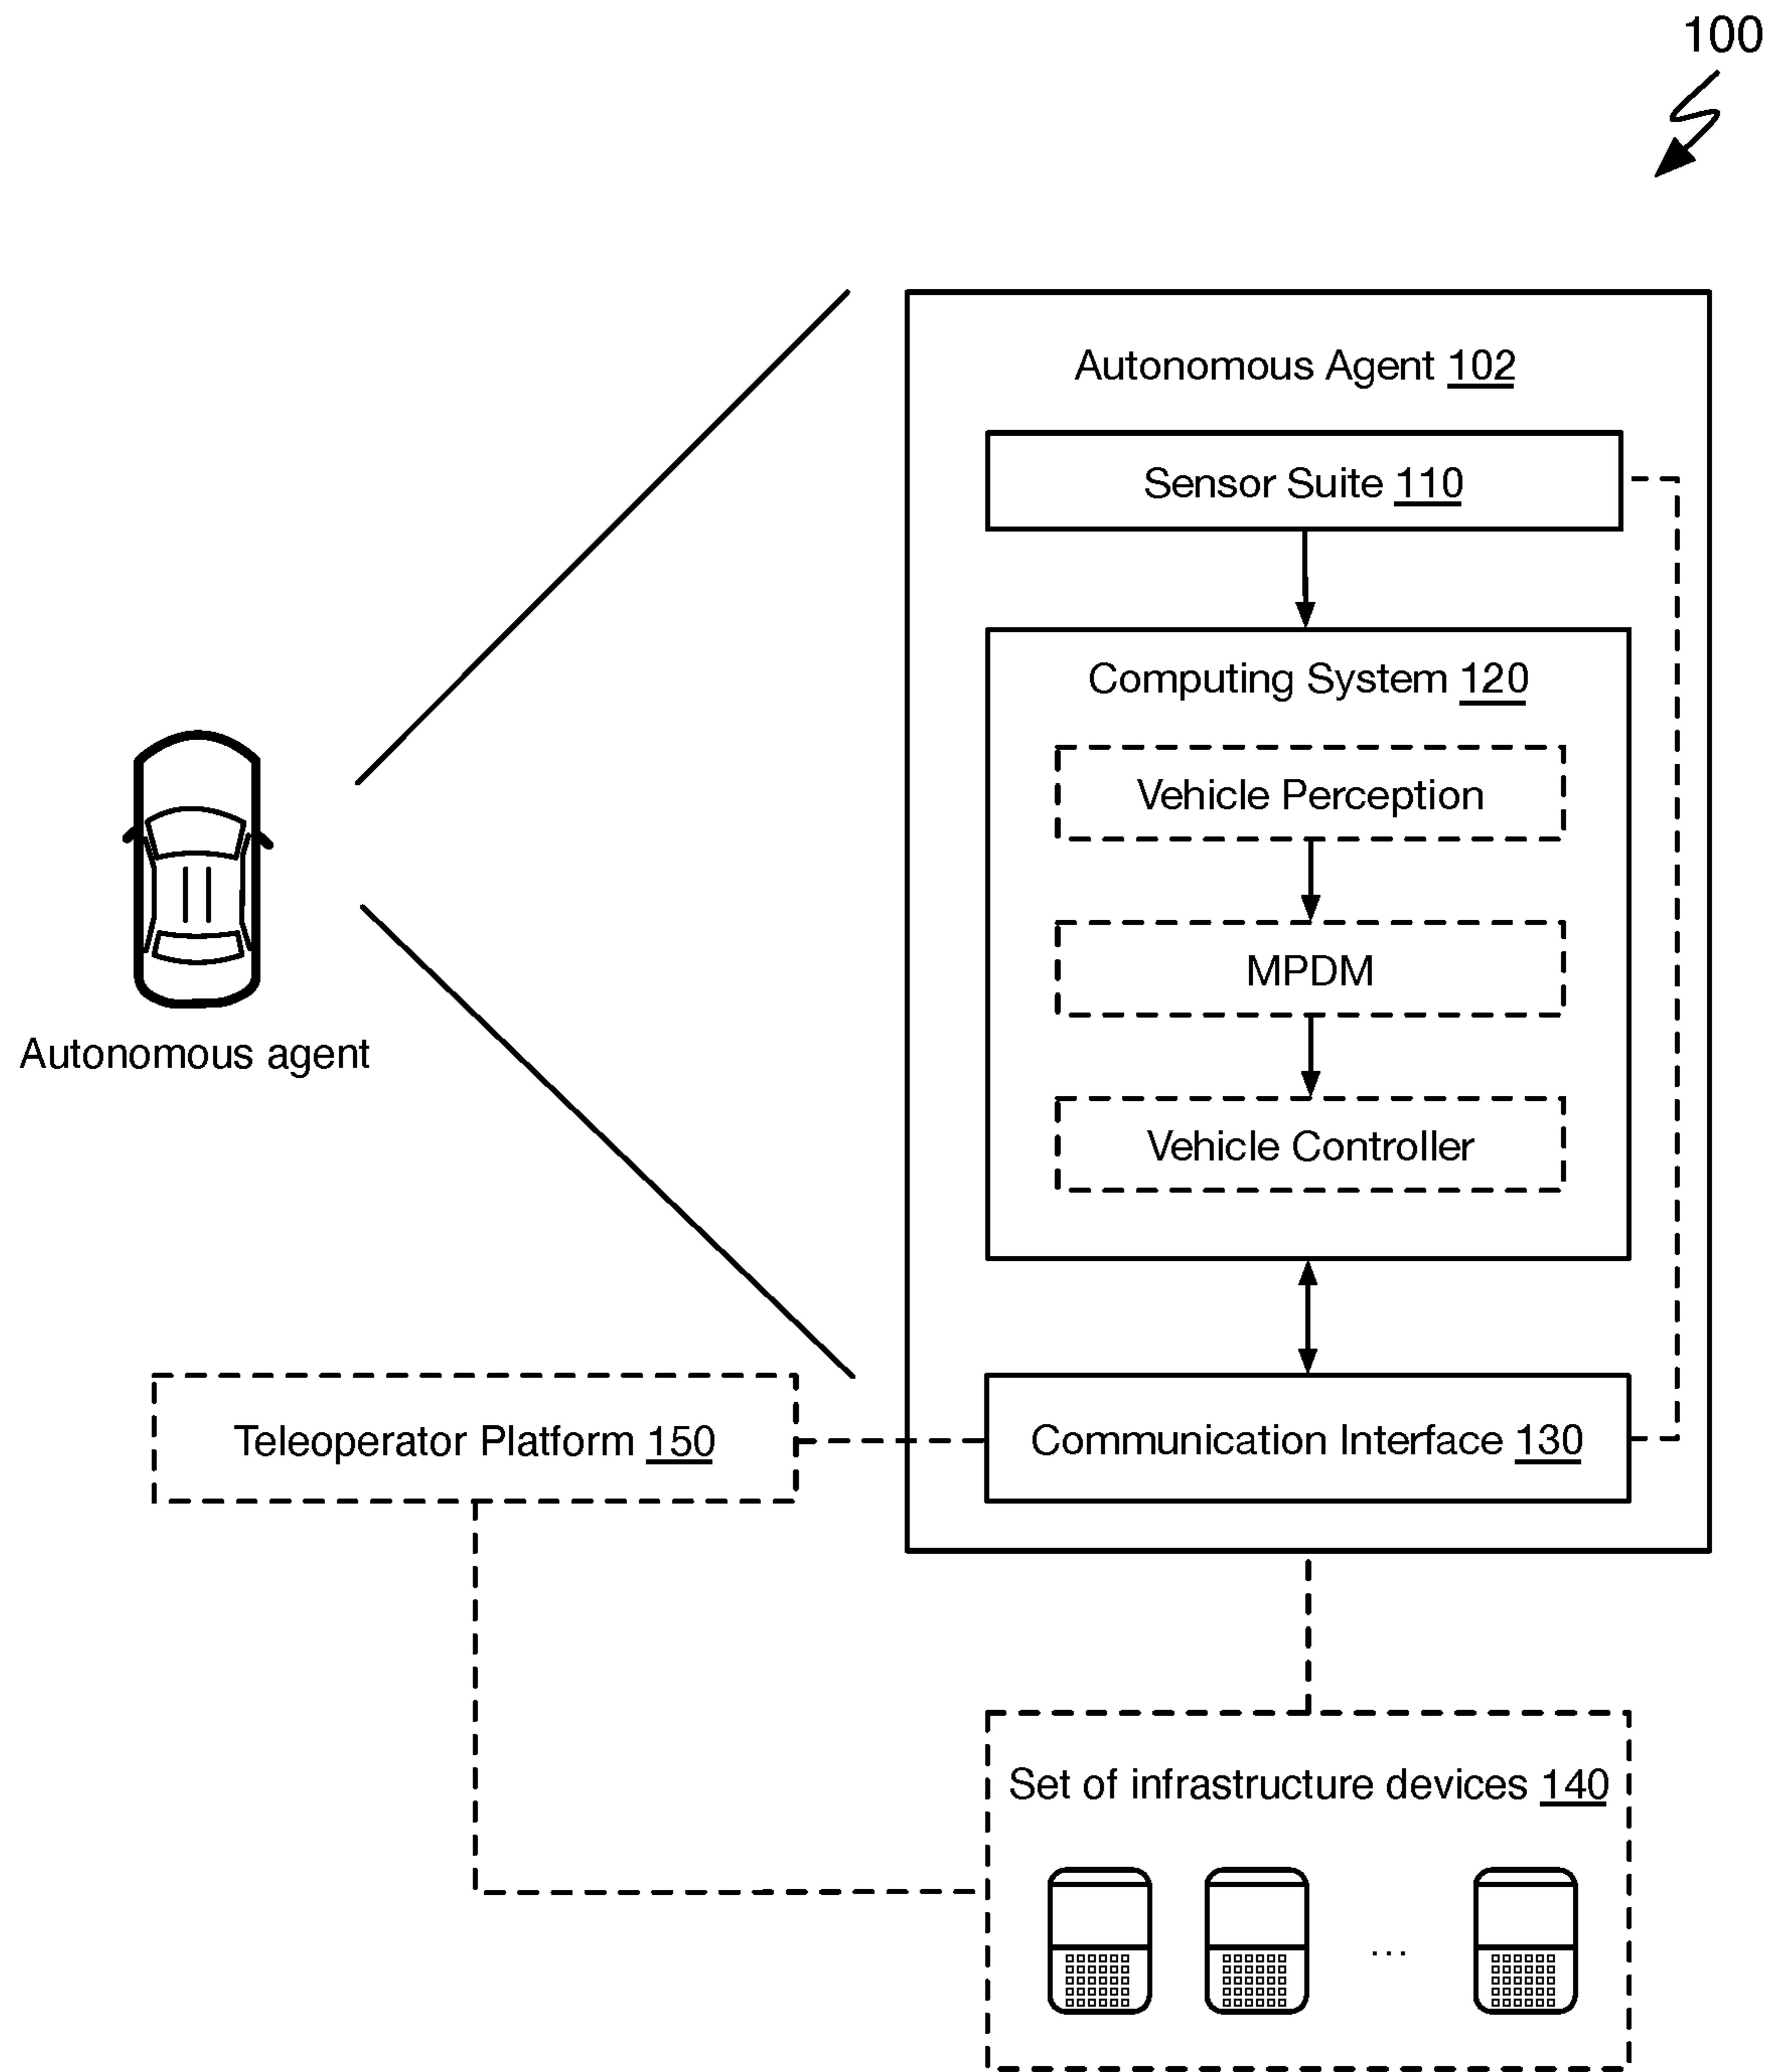 100
Autonomous Agent 102
Sensor Suite 110
Computing System 120
Vehicle Perception
MPDM
Vehicle Controller
Autonomous agent
Teleoperator Platform 150
Communication Interface 130
Set of infrastructure devices 140
...